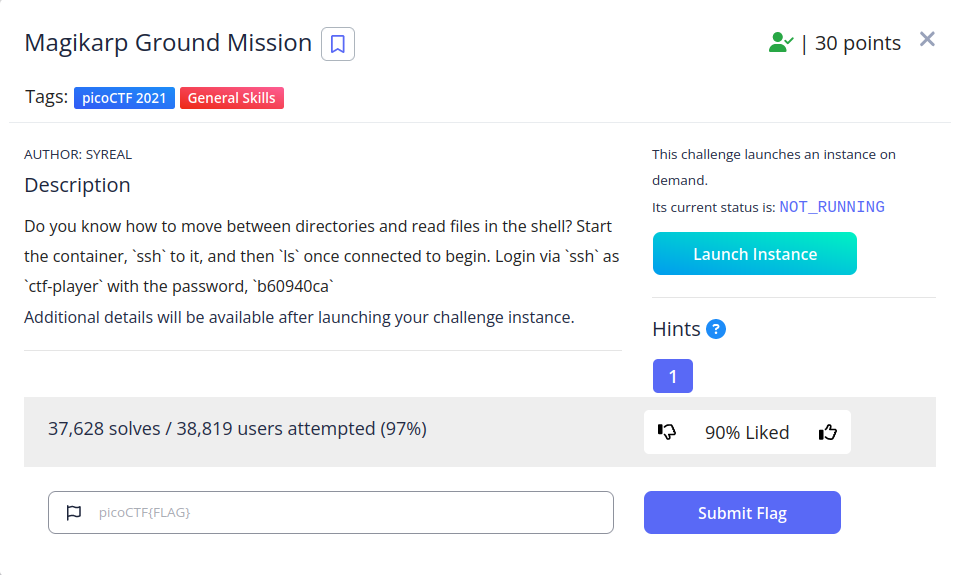 Magikarp Ground Mission
| 30 points
Tags: picoCTF 2021 General Skills
AUTHOR: SYREAL
Description
Do you know how to move between directories and read files in the shell? Start
the container, `ssh` to it, and then `ls` once connected to begin. Login via `ssh` as
`ctf-player` with the password, `b60940ca`
Additional details will be available after launching your challenge instance.
This challenge launches an instance on
demand.
Its current status is: NOT_RUNNING
Launch Instance
Hints ?
1
37,628 solves / 38,819 users attempted (97%)
90% Liked
picoCTF{FLAG}
Submit Flag